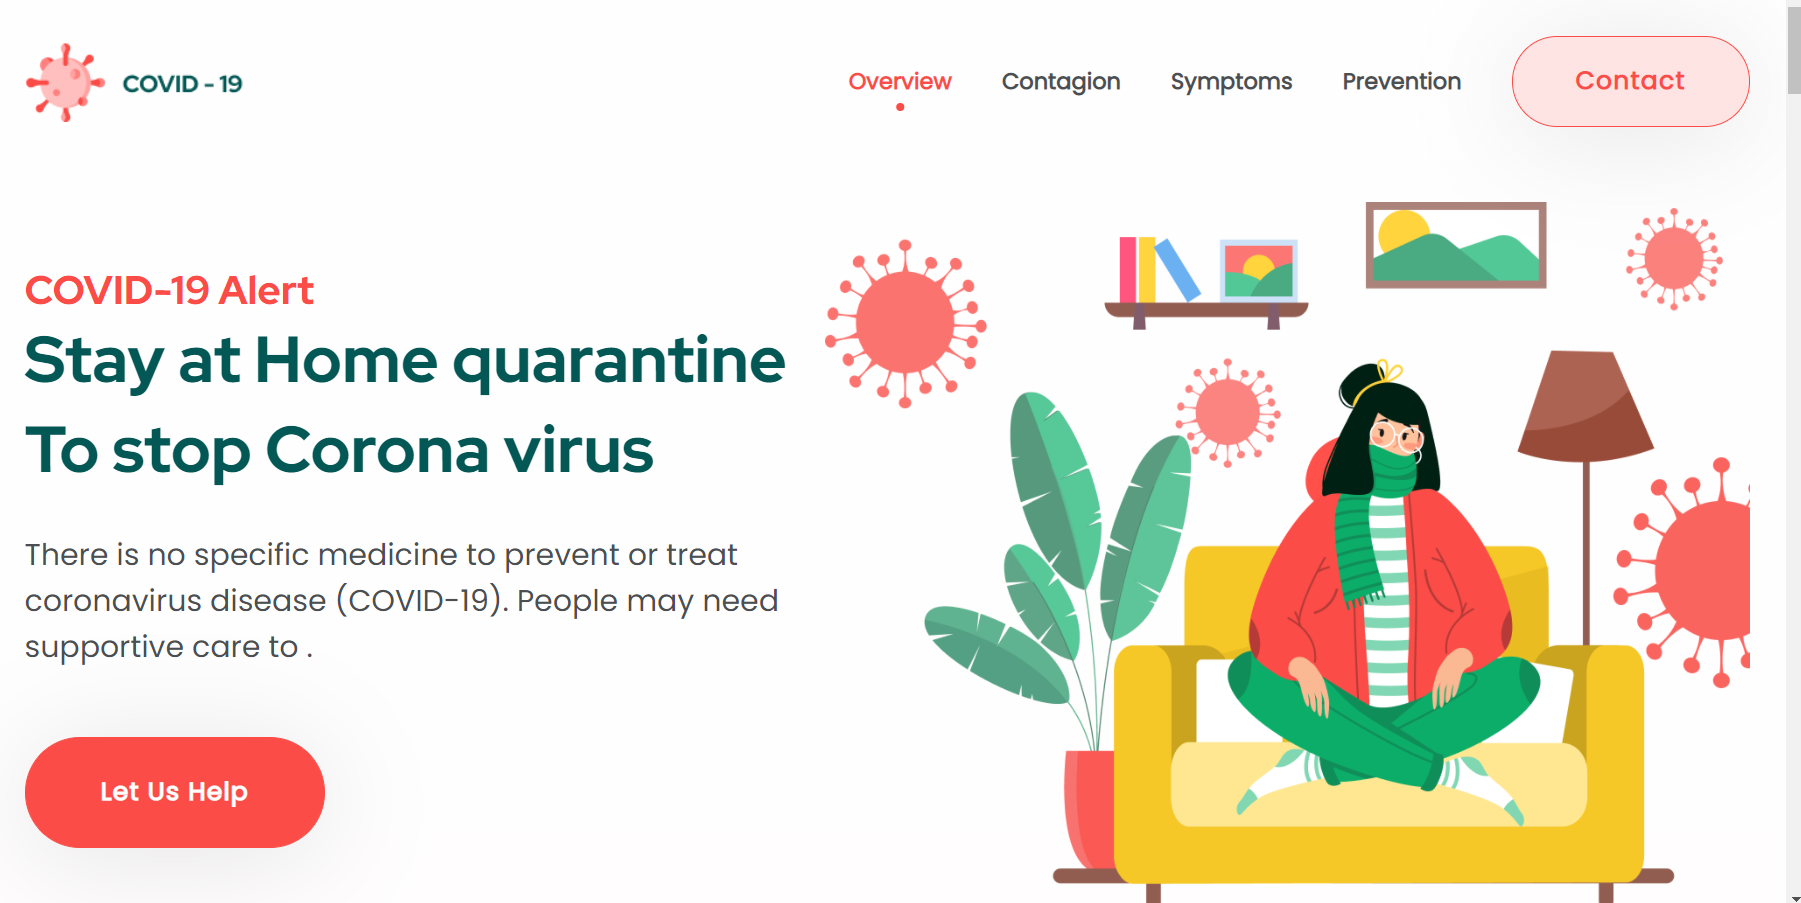 COVID - 19
Overview
Contagion
Symptoms
Prevention
Contact
COVID-19 Alert
Stay at Home quarantine
To stop Corona virus
There is no specific medicine to prevent or treat
coronavirus disease (COVID-19). People may need
supportive care to .
Let Us Help